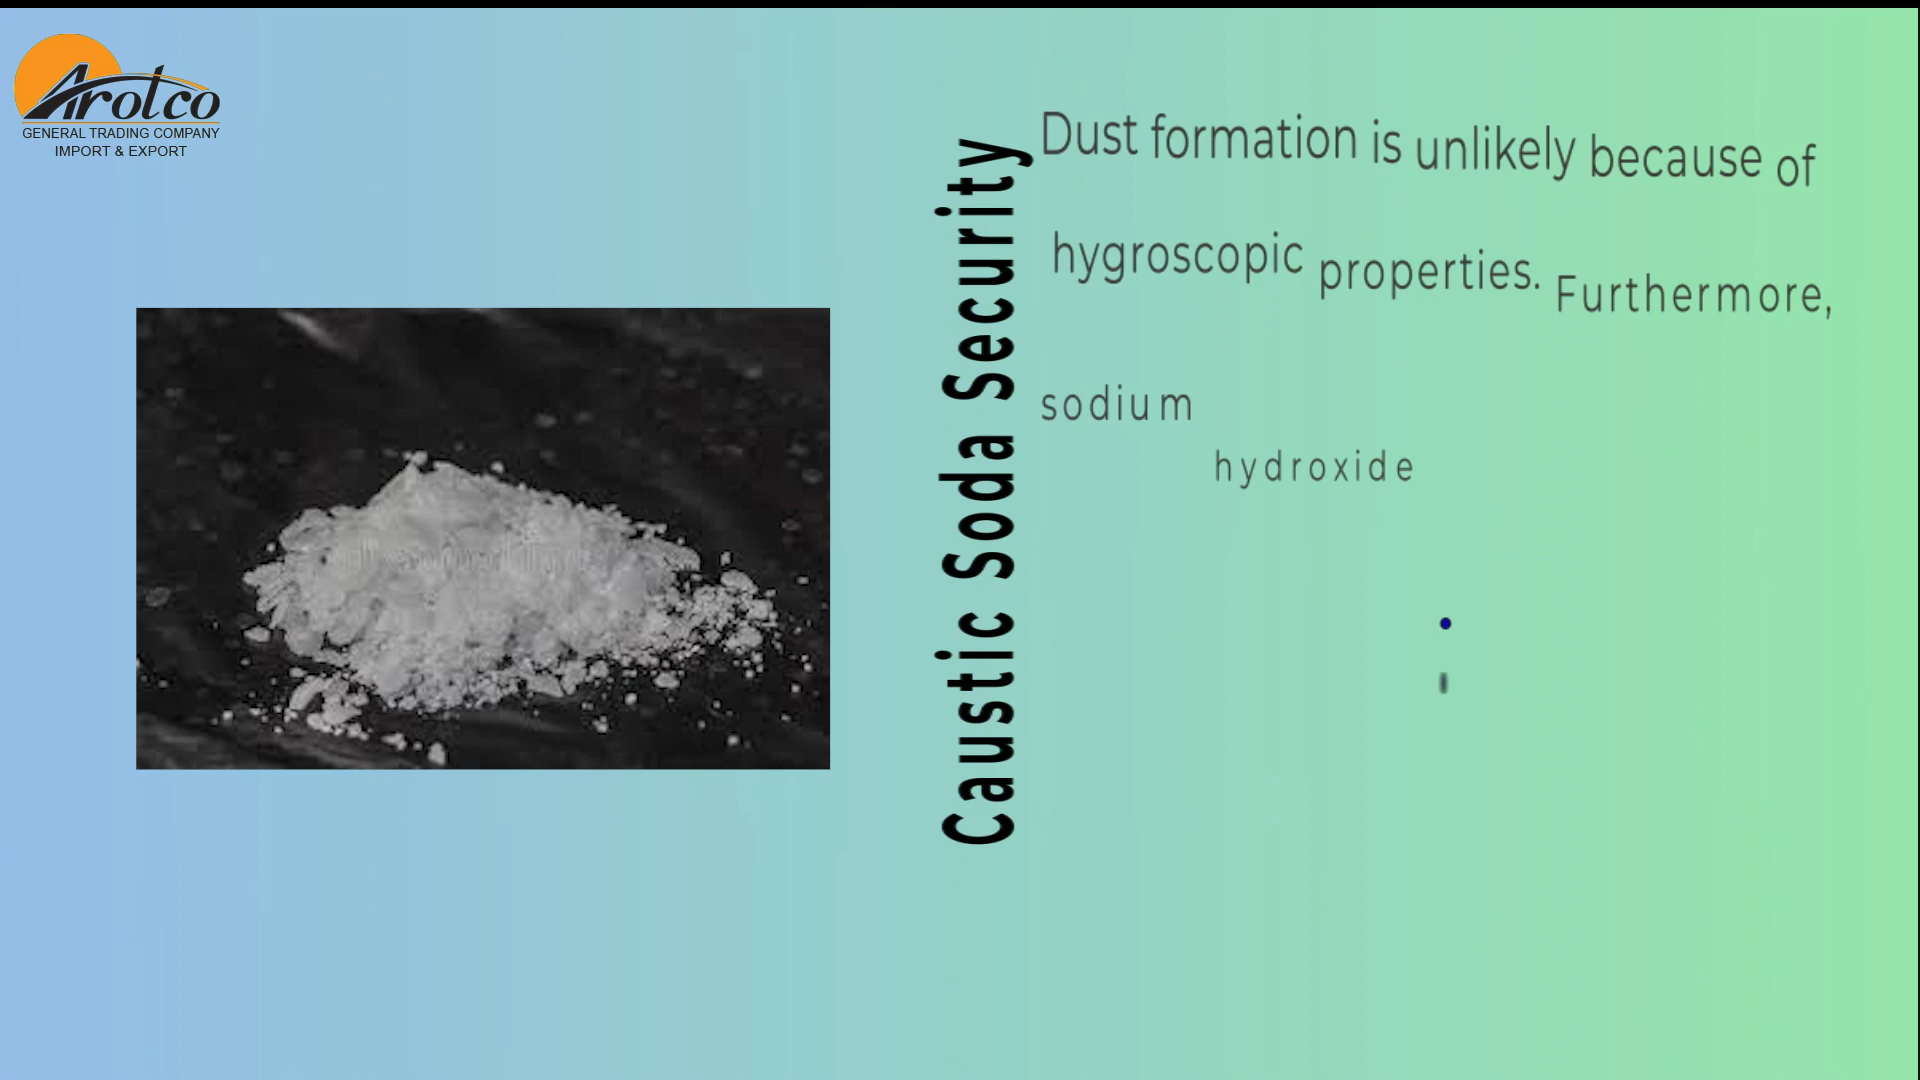 Arotco
GENERAL TRADING COMPANY
IMPORT & EXPORT
Caustic Soda Security
Dust formation is unlikely because of
hygroscopic properties. Furthermore,
sodium
hydroxide